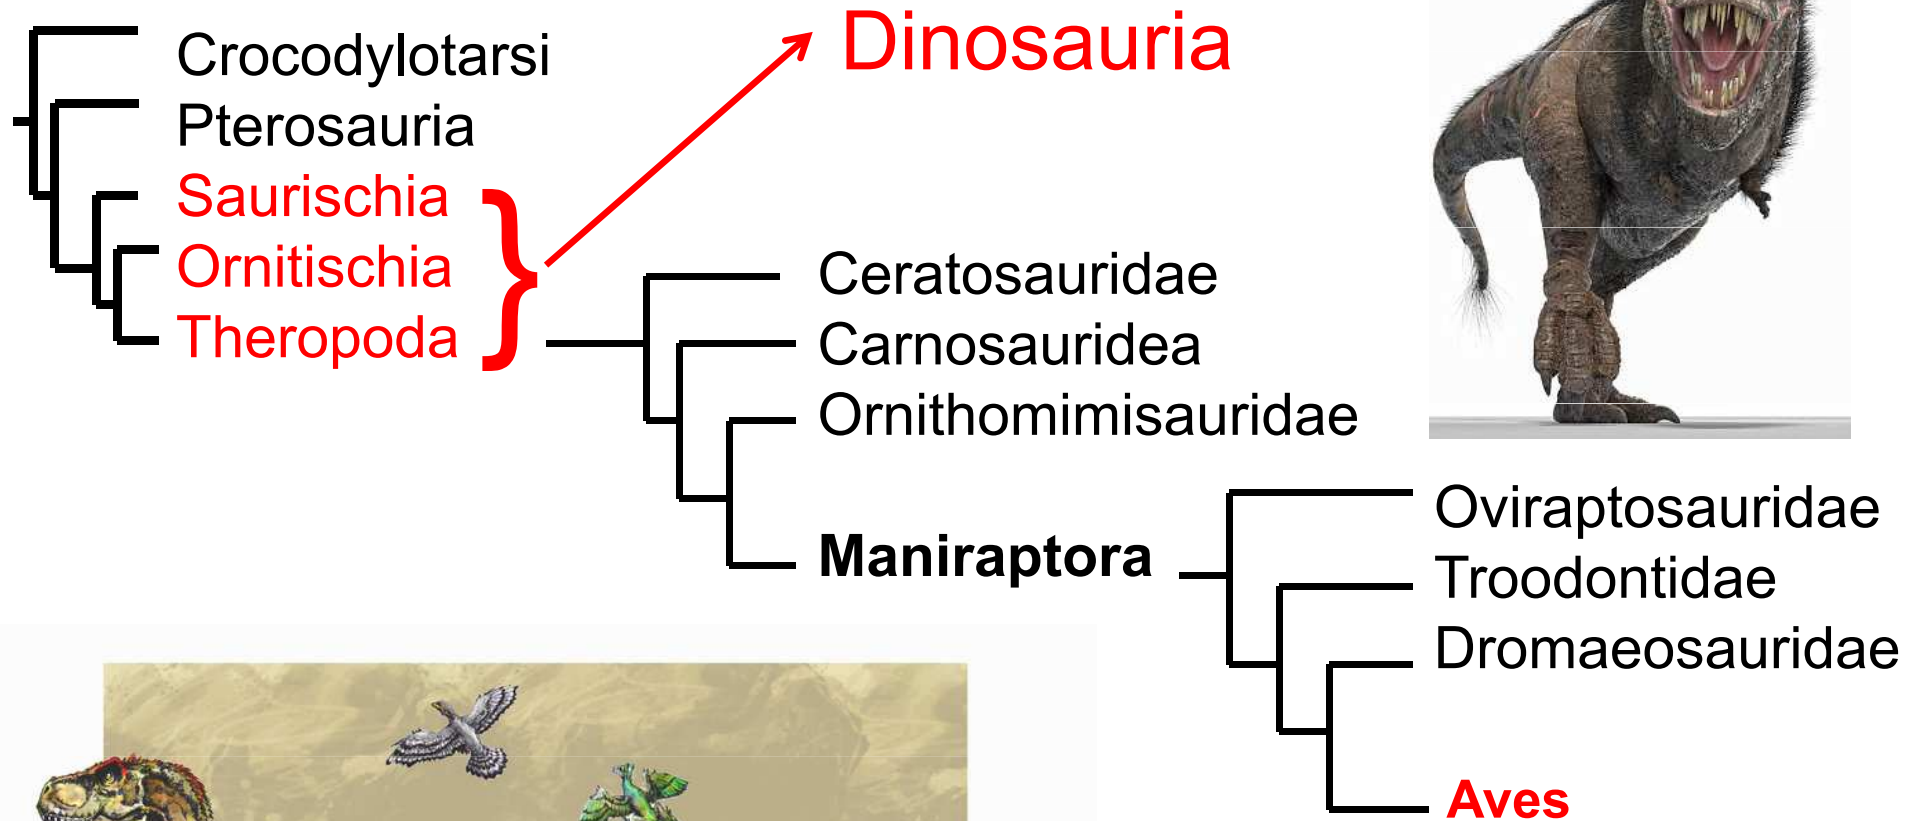 Dinosauria
Crocodylotarsi
Pterosauria
Saurischia
Ornitischia
Theropoda
}
Ceratosauridae
Carnosauridea
Ornithomimisauridae
Maniraptora
Oviraptosauridae
Troodontidae
Dromaeosauridae
Aves